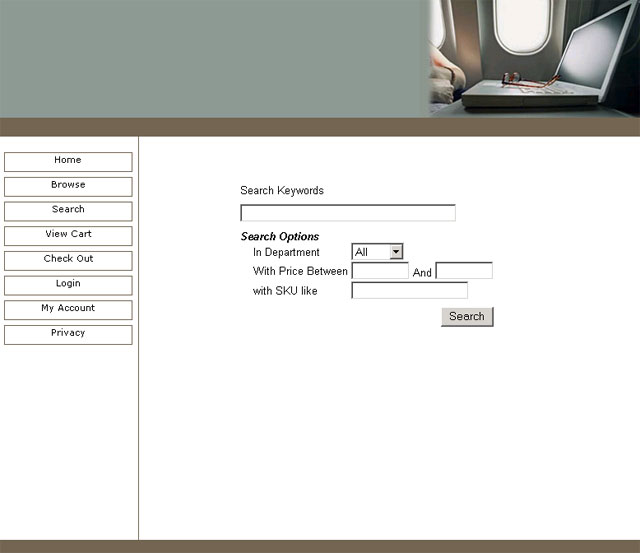 Home
Browse
Search
View Cart
Check Out
Login
My Account
Privacy
Search Keywords
Search Options
In Department All
With Price Between And
with SKU like
Search